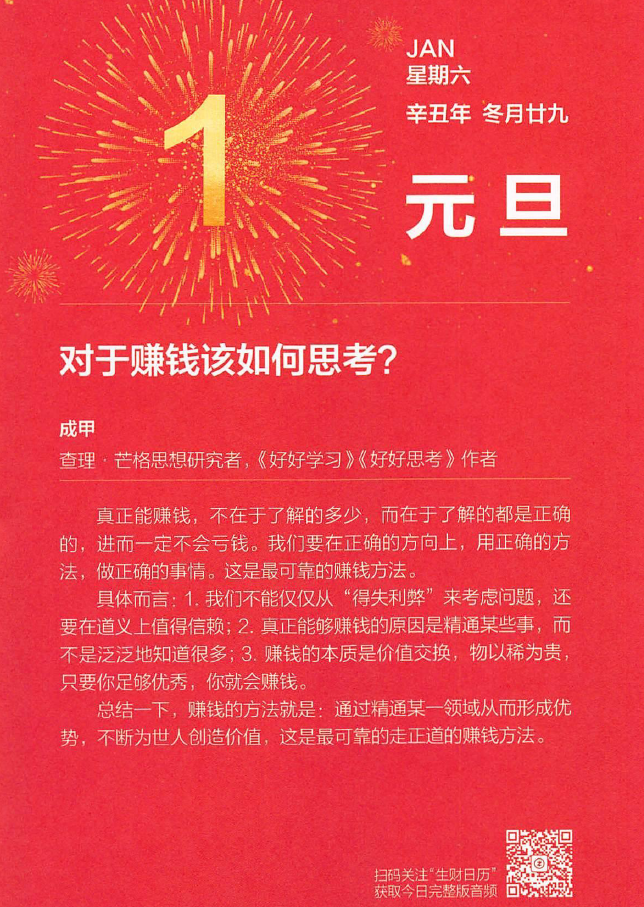 1
JAN
星期六
辛丑年 冬月廿九
元旦
对于赚钱该如何思考?
成甲
查理·芒格思想研究者,《好好学习》《好好思考》作者
真正能赚钱，不在于了解的多少，而在于了解的都是正确
的，进而一定不会亏钱。我们要在正确的方向上，用正确的方
法，做正确的事情。这是最可靠的赚钱方法。
具体而言：1. 我们不能仅仅从“得失利弊”来考虑问题，还
要在道义上值得信赖；2. 真正能够赚钱的原因是精通某些事，而
不是泛泛地知道很多；3. 赚钱的本质是价值交换，物以稀为贵，
只要你足够优秀，你就会赚钱。
总结一下，赚钱的方法就是：通过精通某一领域从而形成优
势，不断为世人创造价值，这是最可靠的走正道的赚钱方法。
扫码关注“生财日历”
获取今日完整版音频